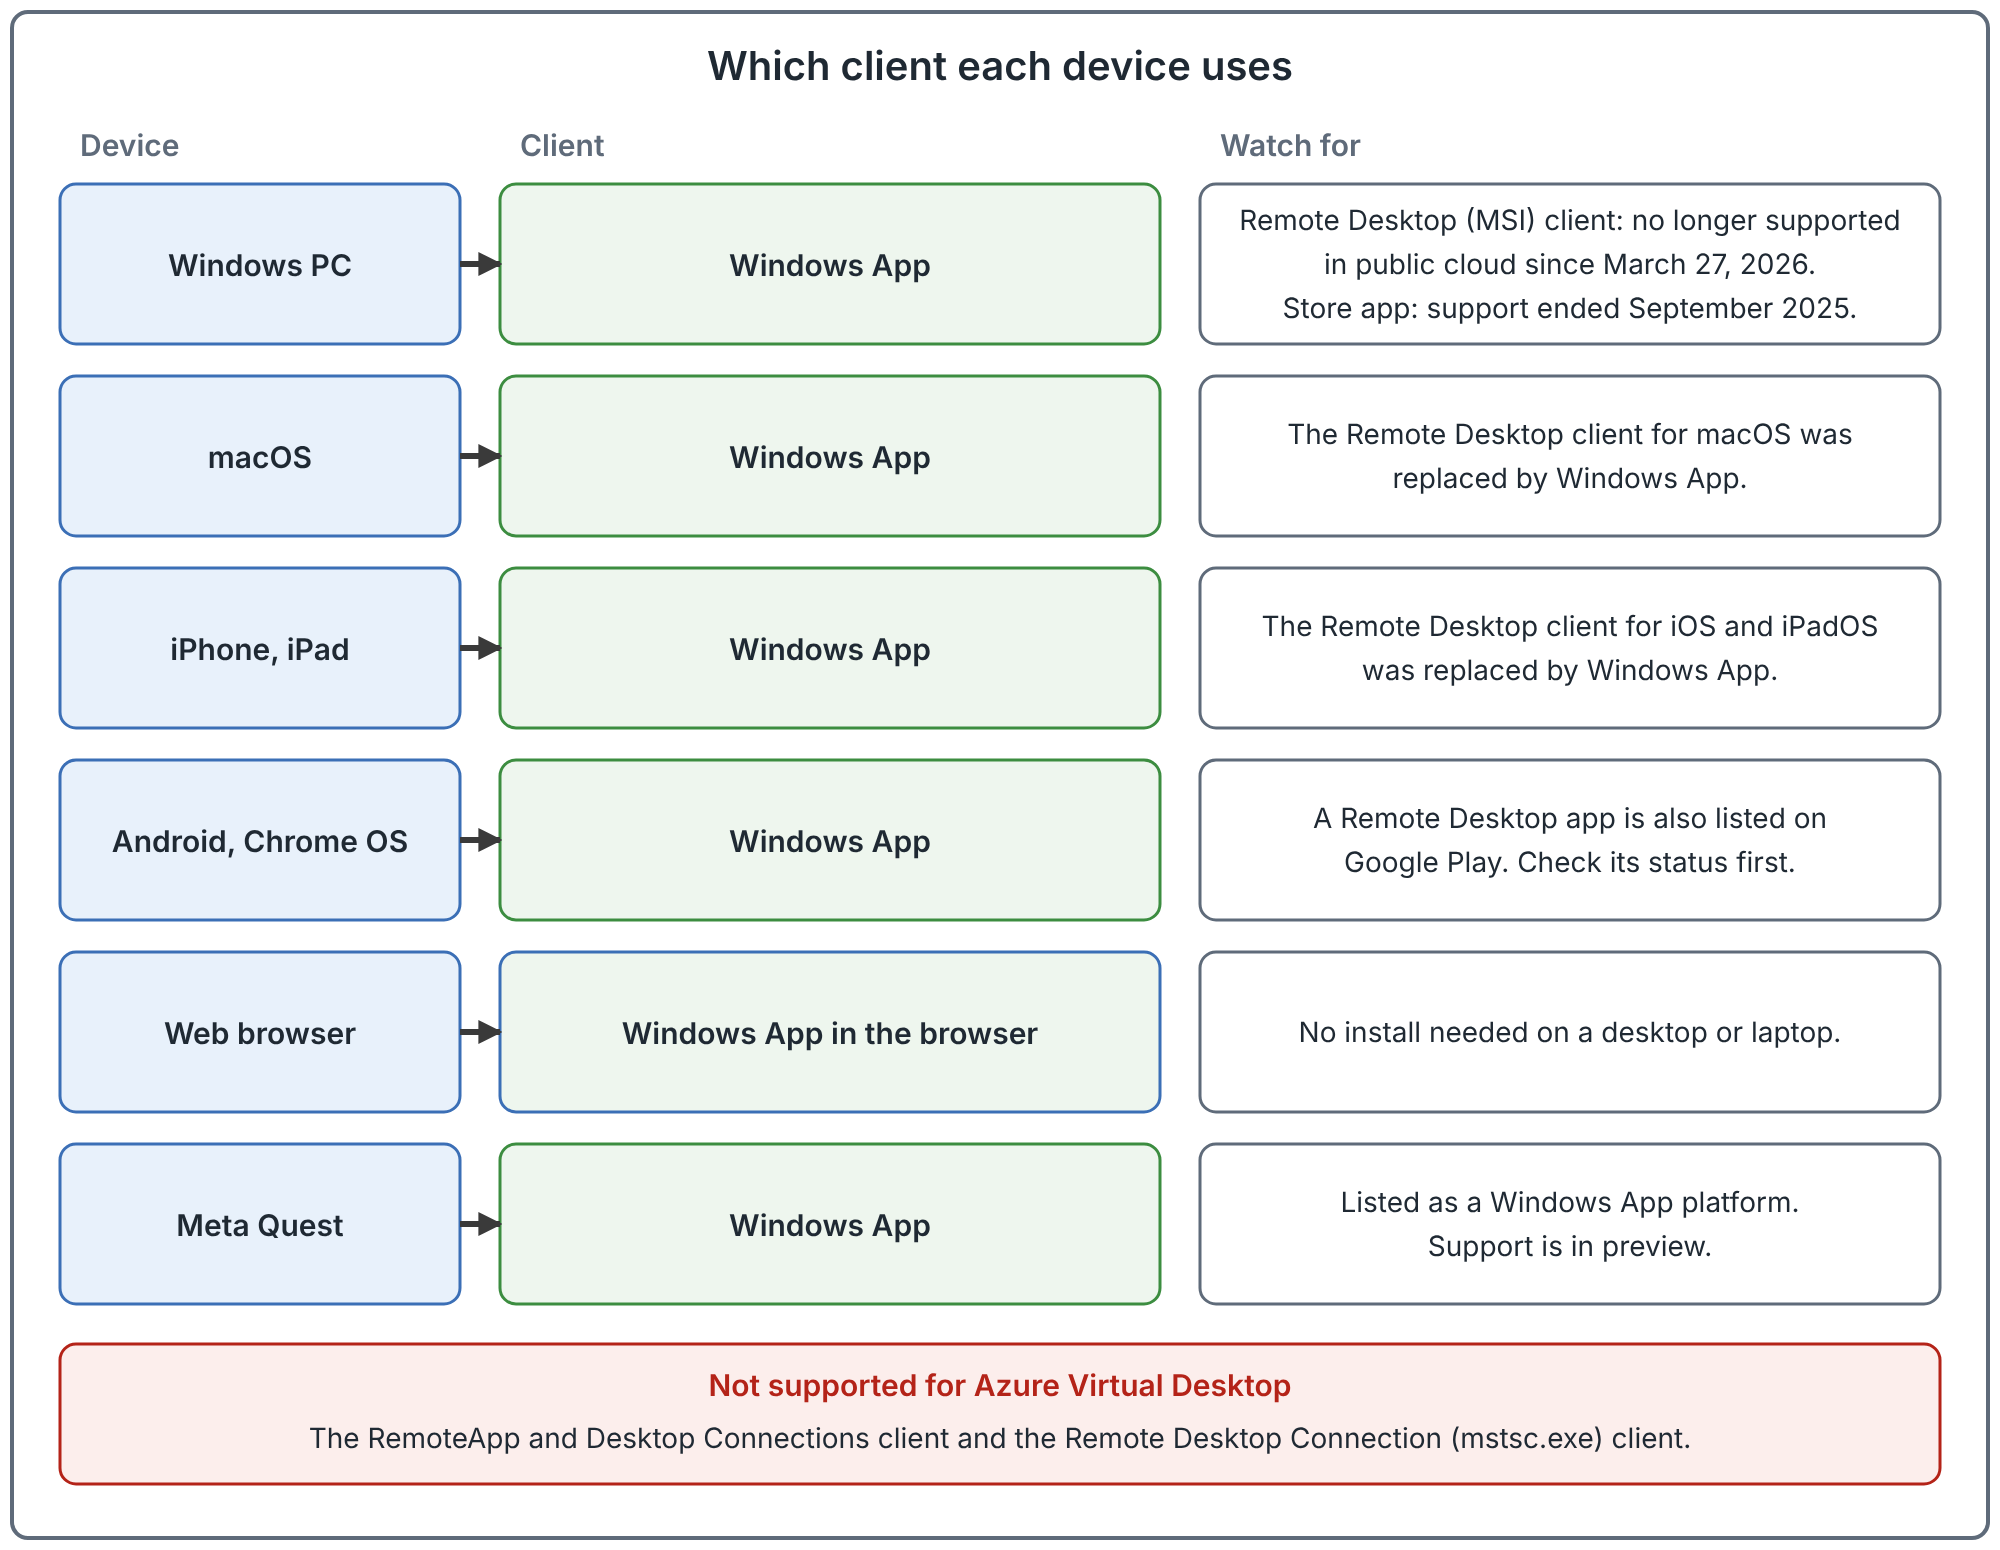 Which client each device uses
Device
Client
Watch for
Windows PC
Windows App
Remote Desktop (MSI) client: no longer supported
in public cloud since March 27, 2026.
Store app: support ended September 2025.
macOS
Windows App
The Remote Desktop client for macOS was
replaced by Windows App.
iPhone, iPad
Windows App
The Remote Desktop client for iOS and iPadOS
was replaced by Windows App.
Android, Chrome OS
Windows App
A Remote Desktop app is also listed on
Google Play. Check its status first.
Web browser
Windows App in the browser
No install needed on a desktop or laptop.
Meta Quest
Windows App
Listed as a Windows App platform.
Support is in preview.
Not supported for Azure Virtual Desktop
The RemoteApp and Desktop Connections client and the Remote Desktop Connection (mstsc.exe) client.